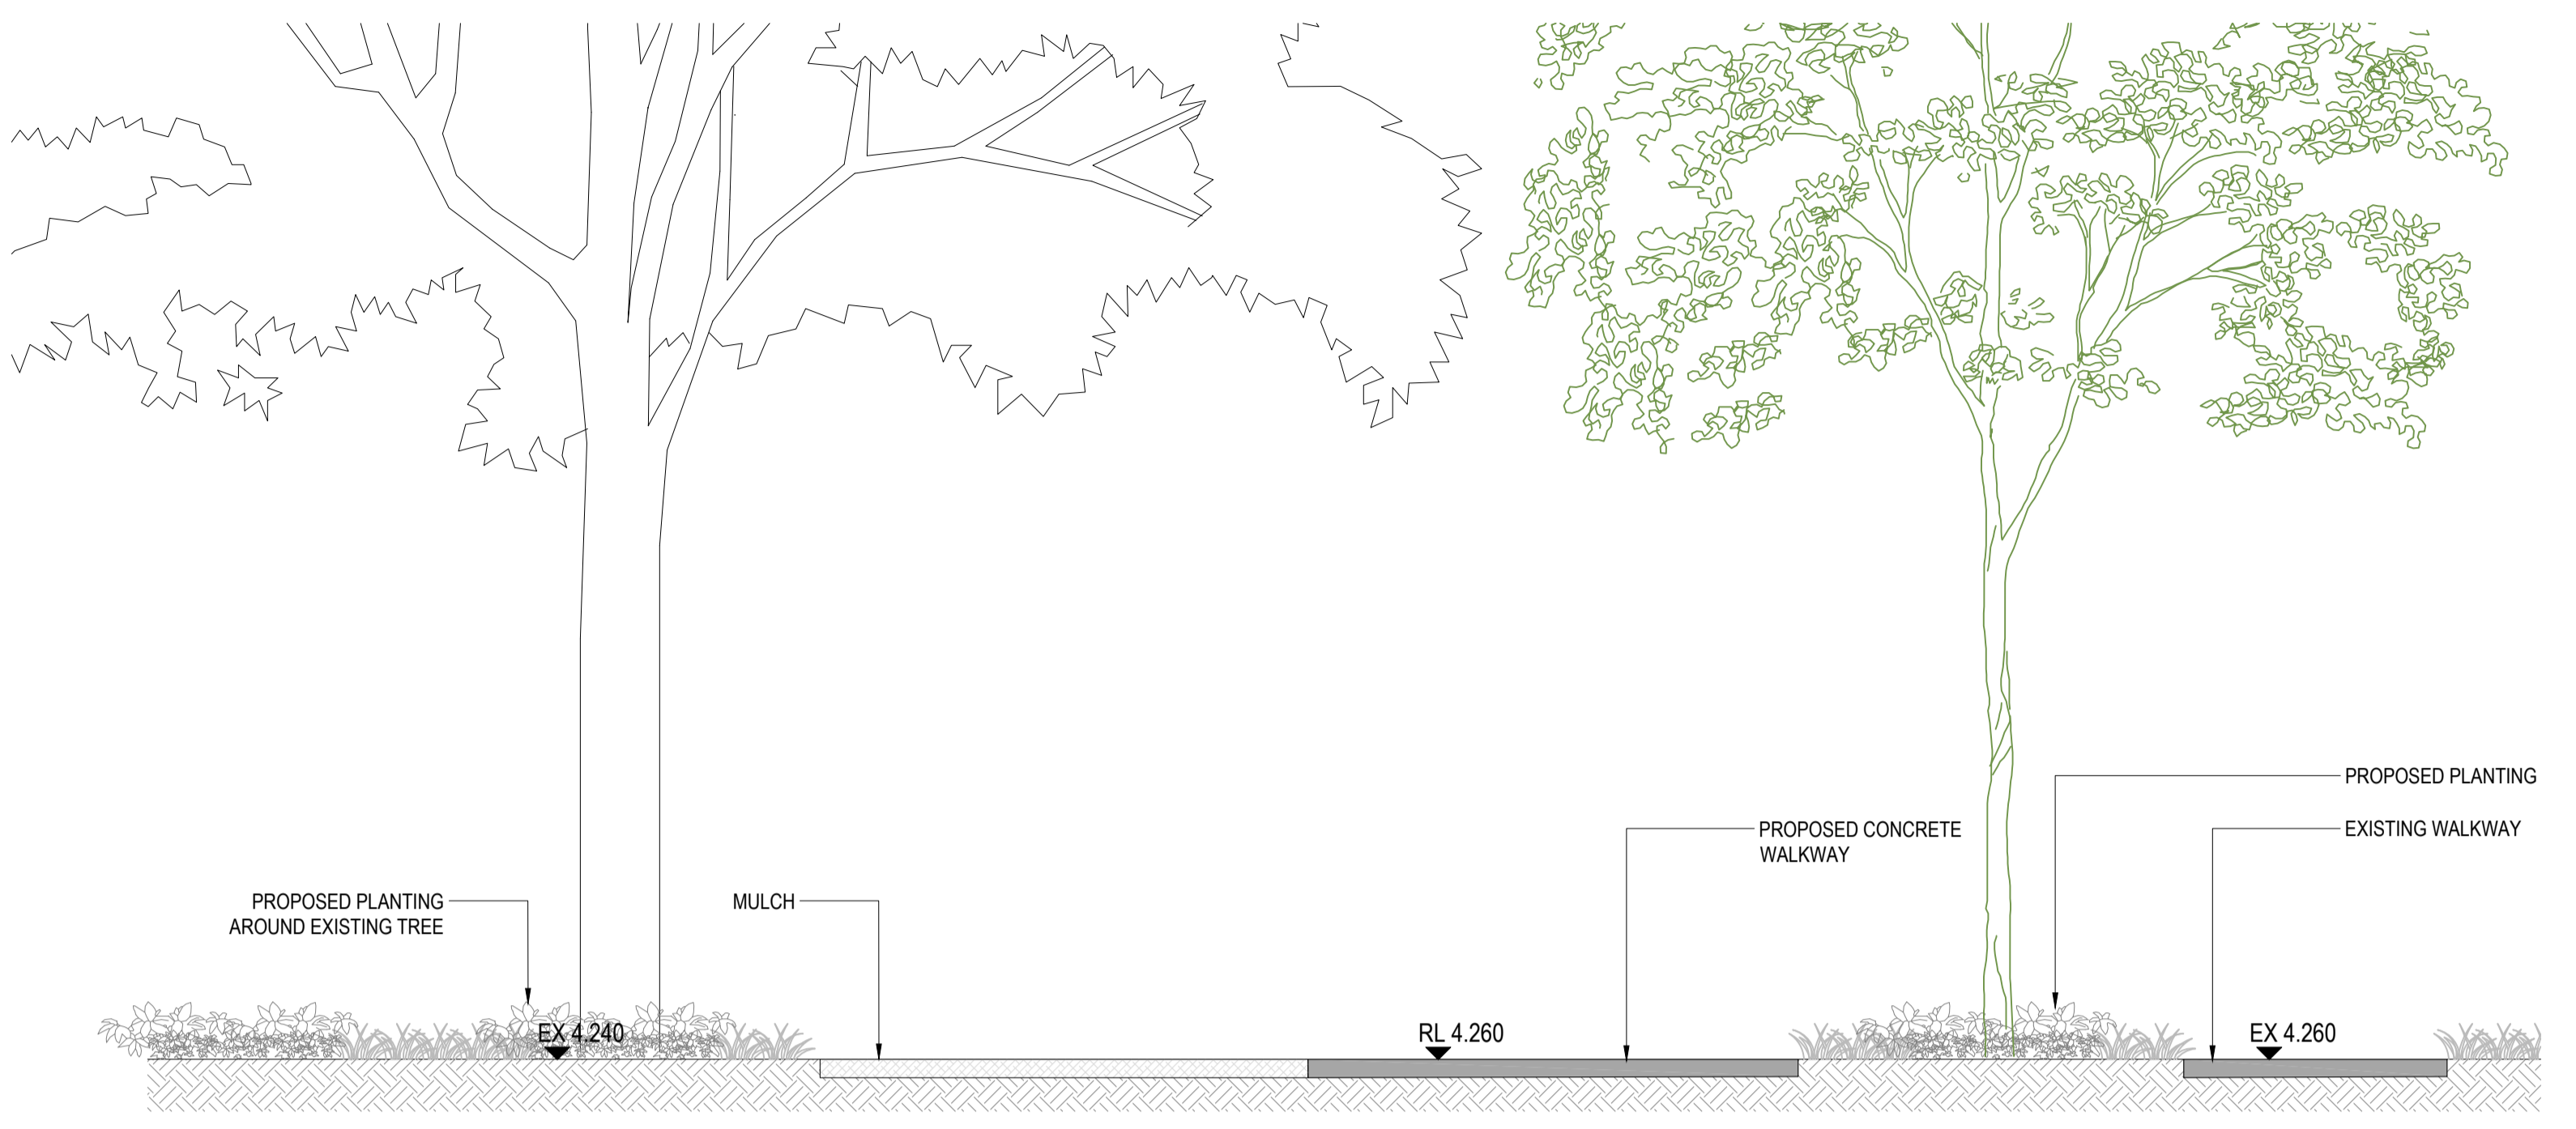 PROPOSED PLANTING
EXISTING WALKWAY
PROPOSED CONCRETE
WALKWAY
PROPOSED PLANTING
AROUND EXISTING TREE
MULCH
EX 4.240
RL 4.260
EX 4.260